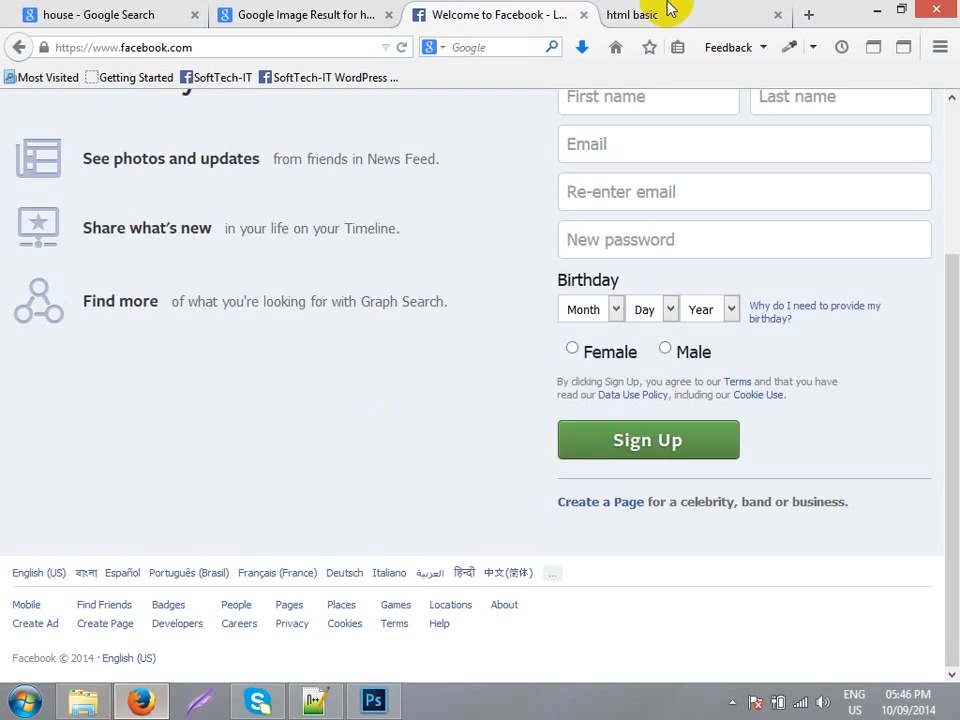 house - Google Search
Google Image Result for h...
Welcome to Facebook - L...
html basic
https://www.facebook.com
Google
Feedback
Most Visited
Getting Started
SoftTech-IT
SoftTech-IT WordPress ...
First name
Last name
See photos and updates from friends in News Feed.
Email
Re-enter email
Share what's new in your life on your Timeline.
New password
Birthday
Find more of what you're looking for with Graph Search.
Month
Day
Year
Why do I need to provide my
birthday?
Female
Male
By clicking Sign Up, you agree to our Terms and that you have
read our Data Use Policy, including our Cookie Use.
Sign Up
Create a Page for a celebrity, band or business.
English (US) বাংলা Español Português (Brasil) Français (France) Deutsch Italiano العربية हिन्दी 中文(简体) ...
Mobile Find Friends Badges People Pages Places Games Locations About
Create Ad Create Page Developers Careers Privacy Cookies Terms Help
Facebook © 2014 · English (US)
ENG
US
05:46 PM
10/09/2014